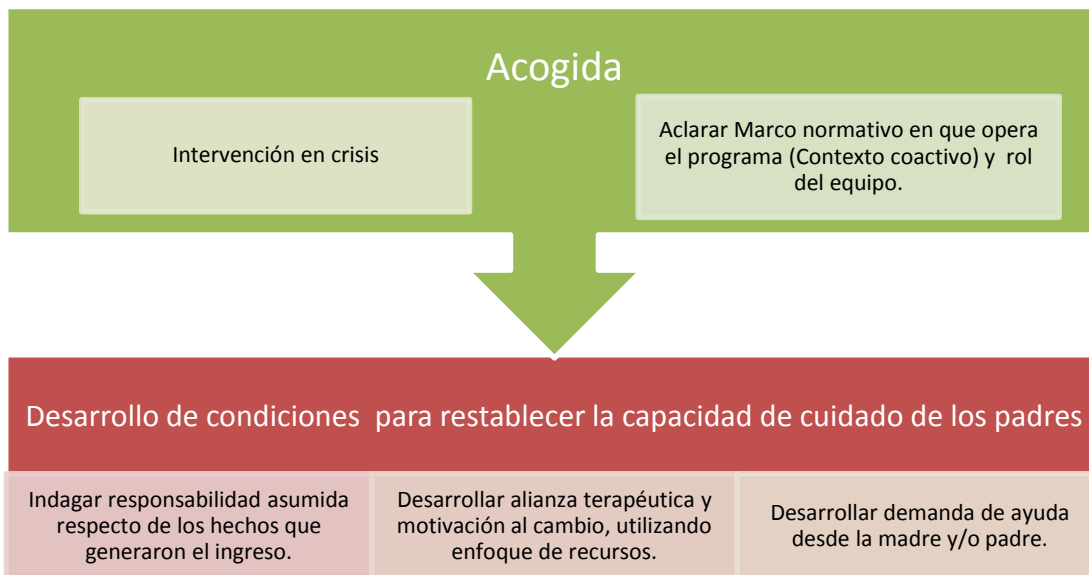 Acogida
Intervención en crisis
Aclarar Marco normativo en que opera
el programa (Contexto coactivo) y rol
del equipo.
Desarrollo de condiciones para restablecer la capacidad de cuidado de los padres
Indagar responsabilidad asumida
respecto de los hechos que
generaron el ingreso.
Desarrollar alianza terapéutica y
motivación al cambio, utilizando
enfoque de recursos.
Desarrollar demanda de ayuda
desde la madre y/o padre.